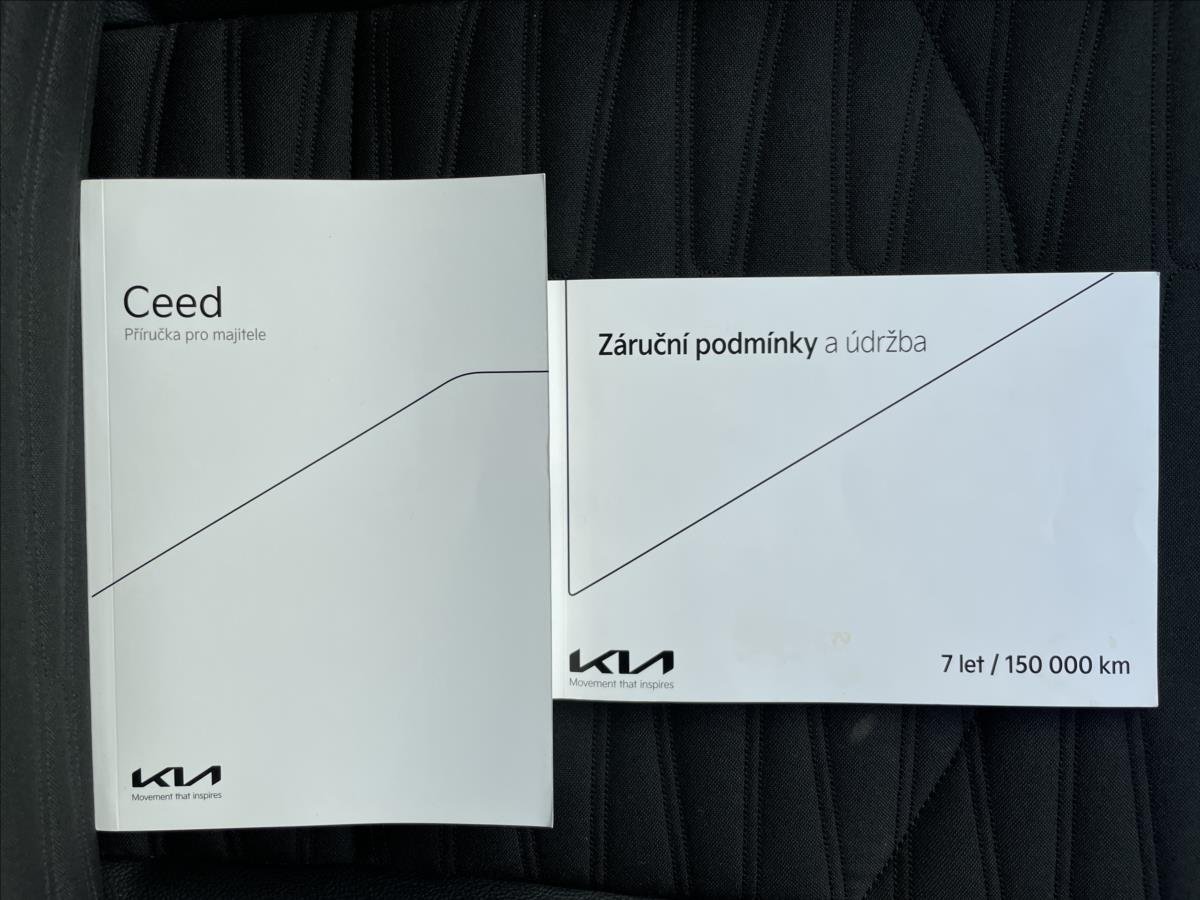 Ceed
Příručka pro majitele
KIA
Movement that inspires
Záruční podmínky a údržba
KIA
Movement that inspires
7 let / 150 000 km